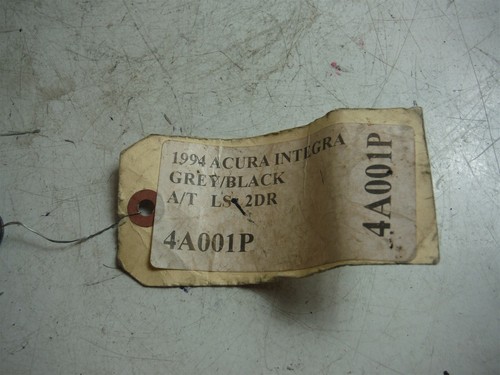 1994 ACURA INTEGRA
GREY/BLACK
A/T LS 2DR
4A001P
4A001P